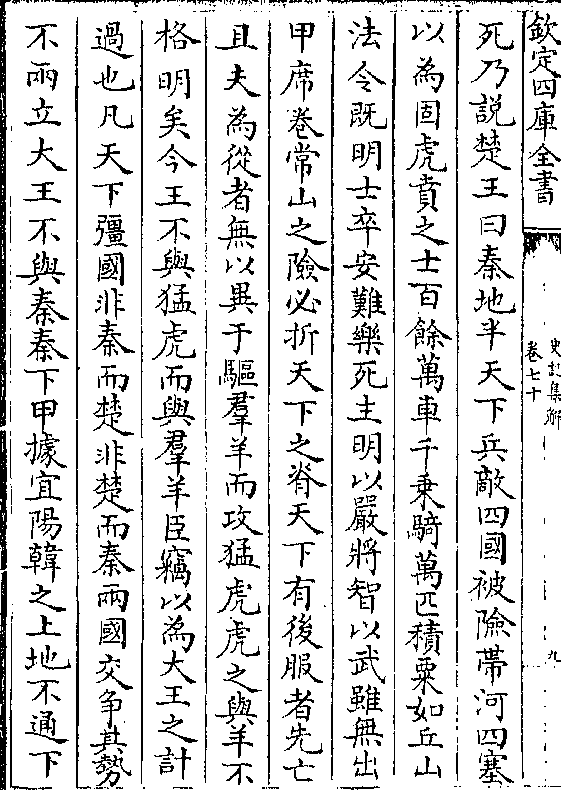 欽定四庫全書
史記集解
卷七十
九
死乃説楚王曰秦地半天下兵敵四國被險帶河四塞
以為固虎賁之士百餘萬車千乗騎萬匹積粟如丘山
法令既明士卒安難樂死主明以嚴將智以武雖無出
甲席巻常山之險必折天下之脊天下有後服者先亡
且夫為從者無以異于驅羣羊而攻猛虎虎之與羊不
格明矣今王不與猛虎而與羣羊臣竊以為大王之計
過也凡天下彊國非秦而楚非楚而秦兩國交争其勢
不兩立大王不與秦秦下甲據宜陽韓之上地不通下